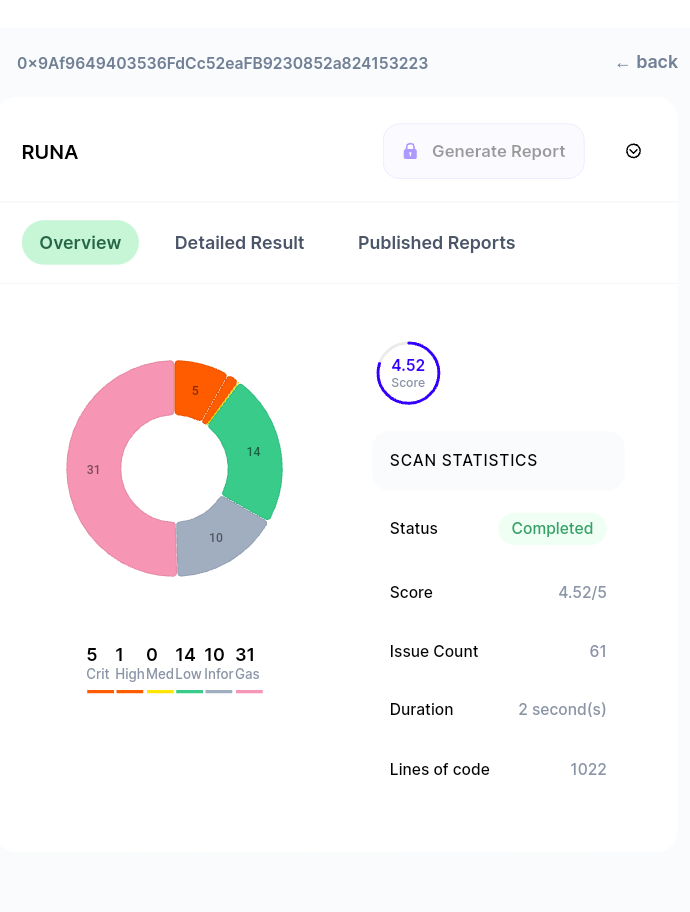 0x9Af9649403536FdCc52eaFB9230852a824153223
← back
RUNA
Generate Report
Overview Detailed Result Published Reports
5
14
31
10
4.52
Score
SCAN STATISTICS
Status Completed
Score 4.52/5
Issue Count 61
Duration 2 second(s)
Lines of code 1022
5 1 0 14 10 31
Crit High Med Low Infor Gas